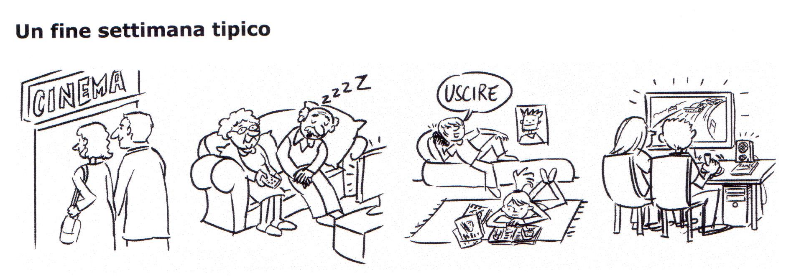 Un fine settimana tipico
CINEMA
zzzZ
USCIRE